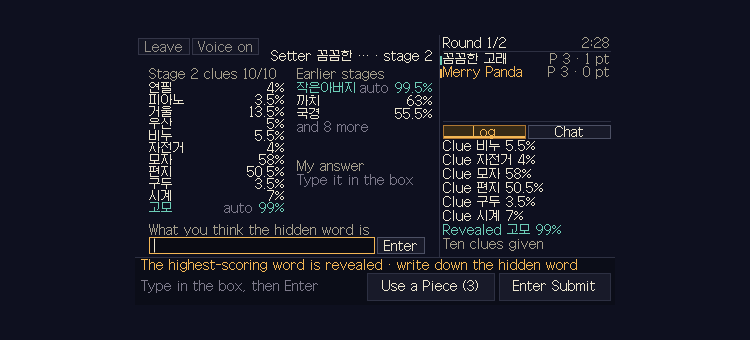 Leave Voice on
Setter 꼼꼼한 ··· · stage 2
Round 1/2 2:28
꼼꼼한 고래 P 3 · 1 pt
Merry Panda P 3 · 0 pt
Stage 2 clues 10/10
연필 4%
피아노 3.5%
거울 13.5%
우산 5%
비누 5.5%
자전거 4%
모자 58%
편지 50.5%
구두 3.5%
시계 7%
고모 auto 99%
Earlier stages
작은아버지 auto 99.5%
까치 63%
국경 55.5%
and 8 more
My answer
Type it in the box
What you think the hidden word is
Enter
Log Chat
Clue 비누 5.5%
Clue 자전거 4%
Clue 모자 58%
Clue 편지 50.5%
Clue 구두 3.5%
Clue 시계 7%
Revealed 고모 99%
Ten clues given
The highest-scoring word is revealed · write down the hidden word
Type in the box, then Enter
Use a Piece (3)
Enter Submit